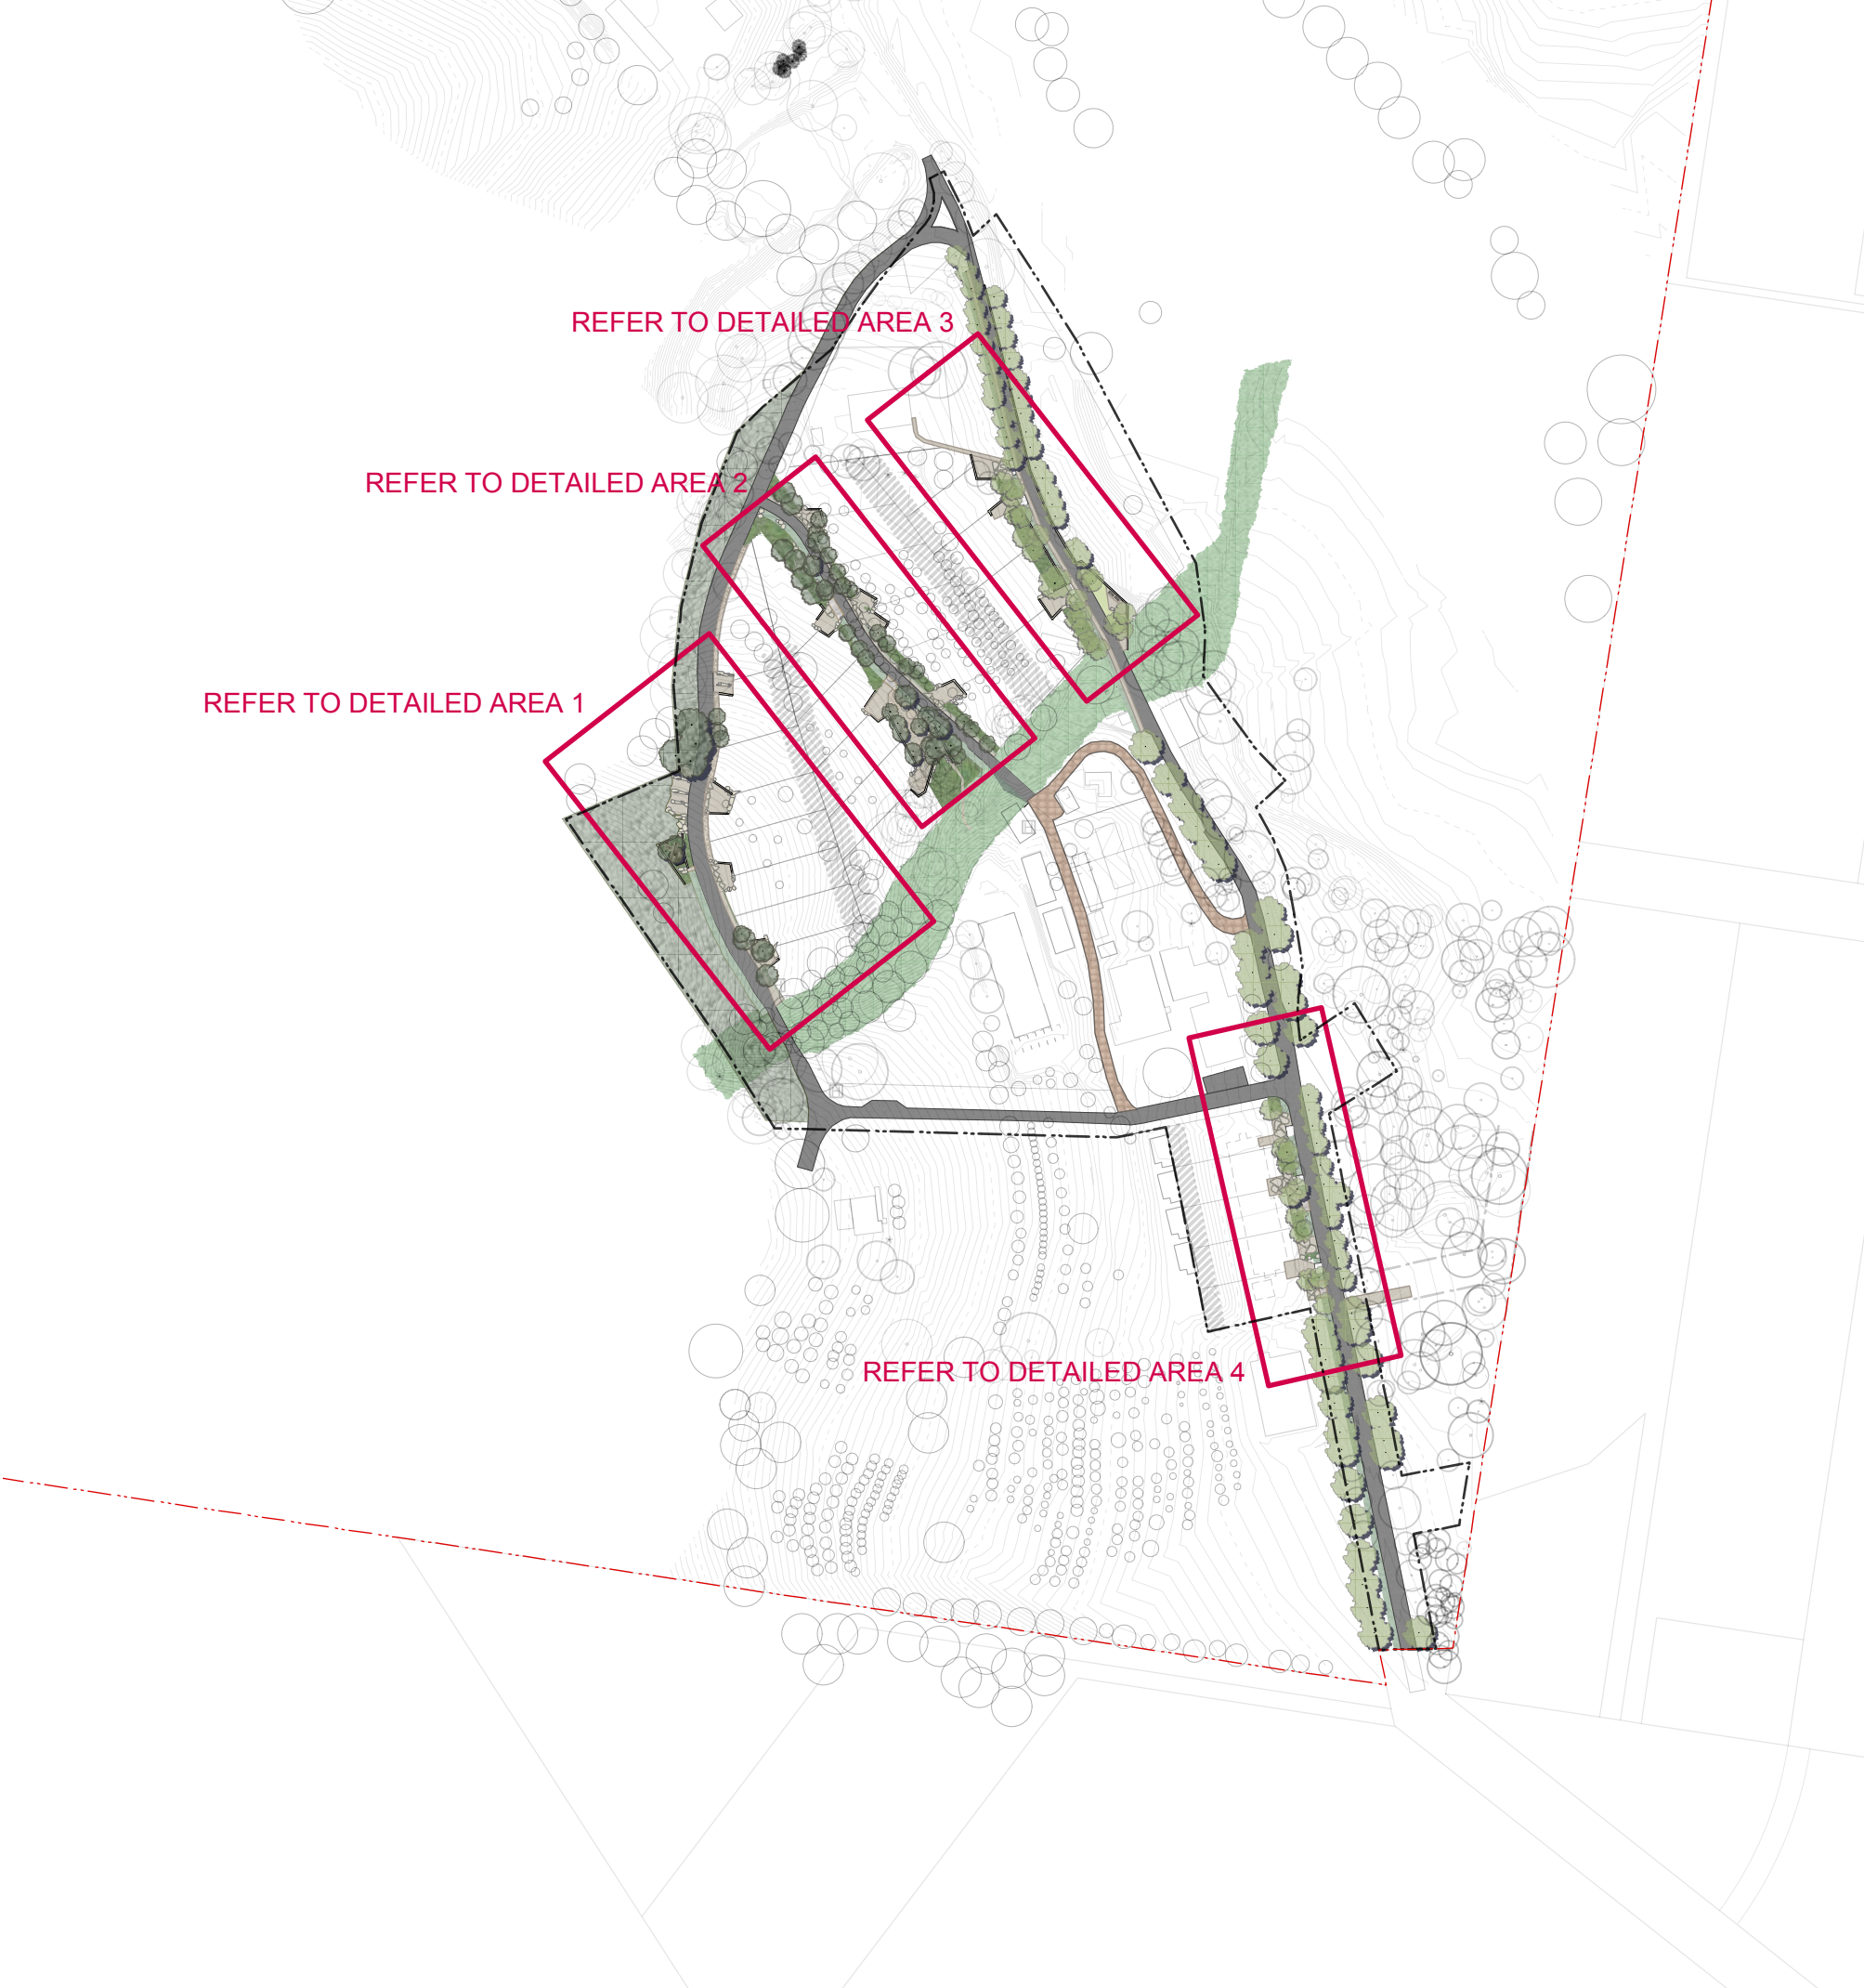 REFER TO DETAILED AREA 3
REFER TO DETAILED AREA 2
REFER TO DETAILED AREA 1
REFER TO DETAILED AREA 4